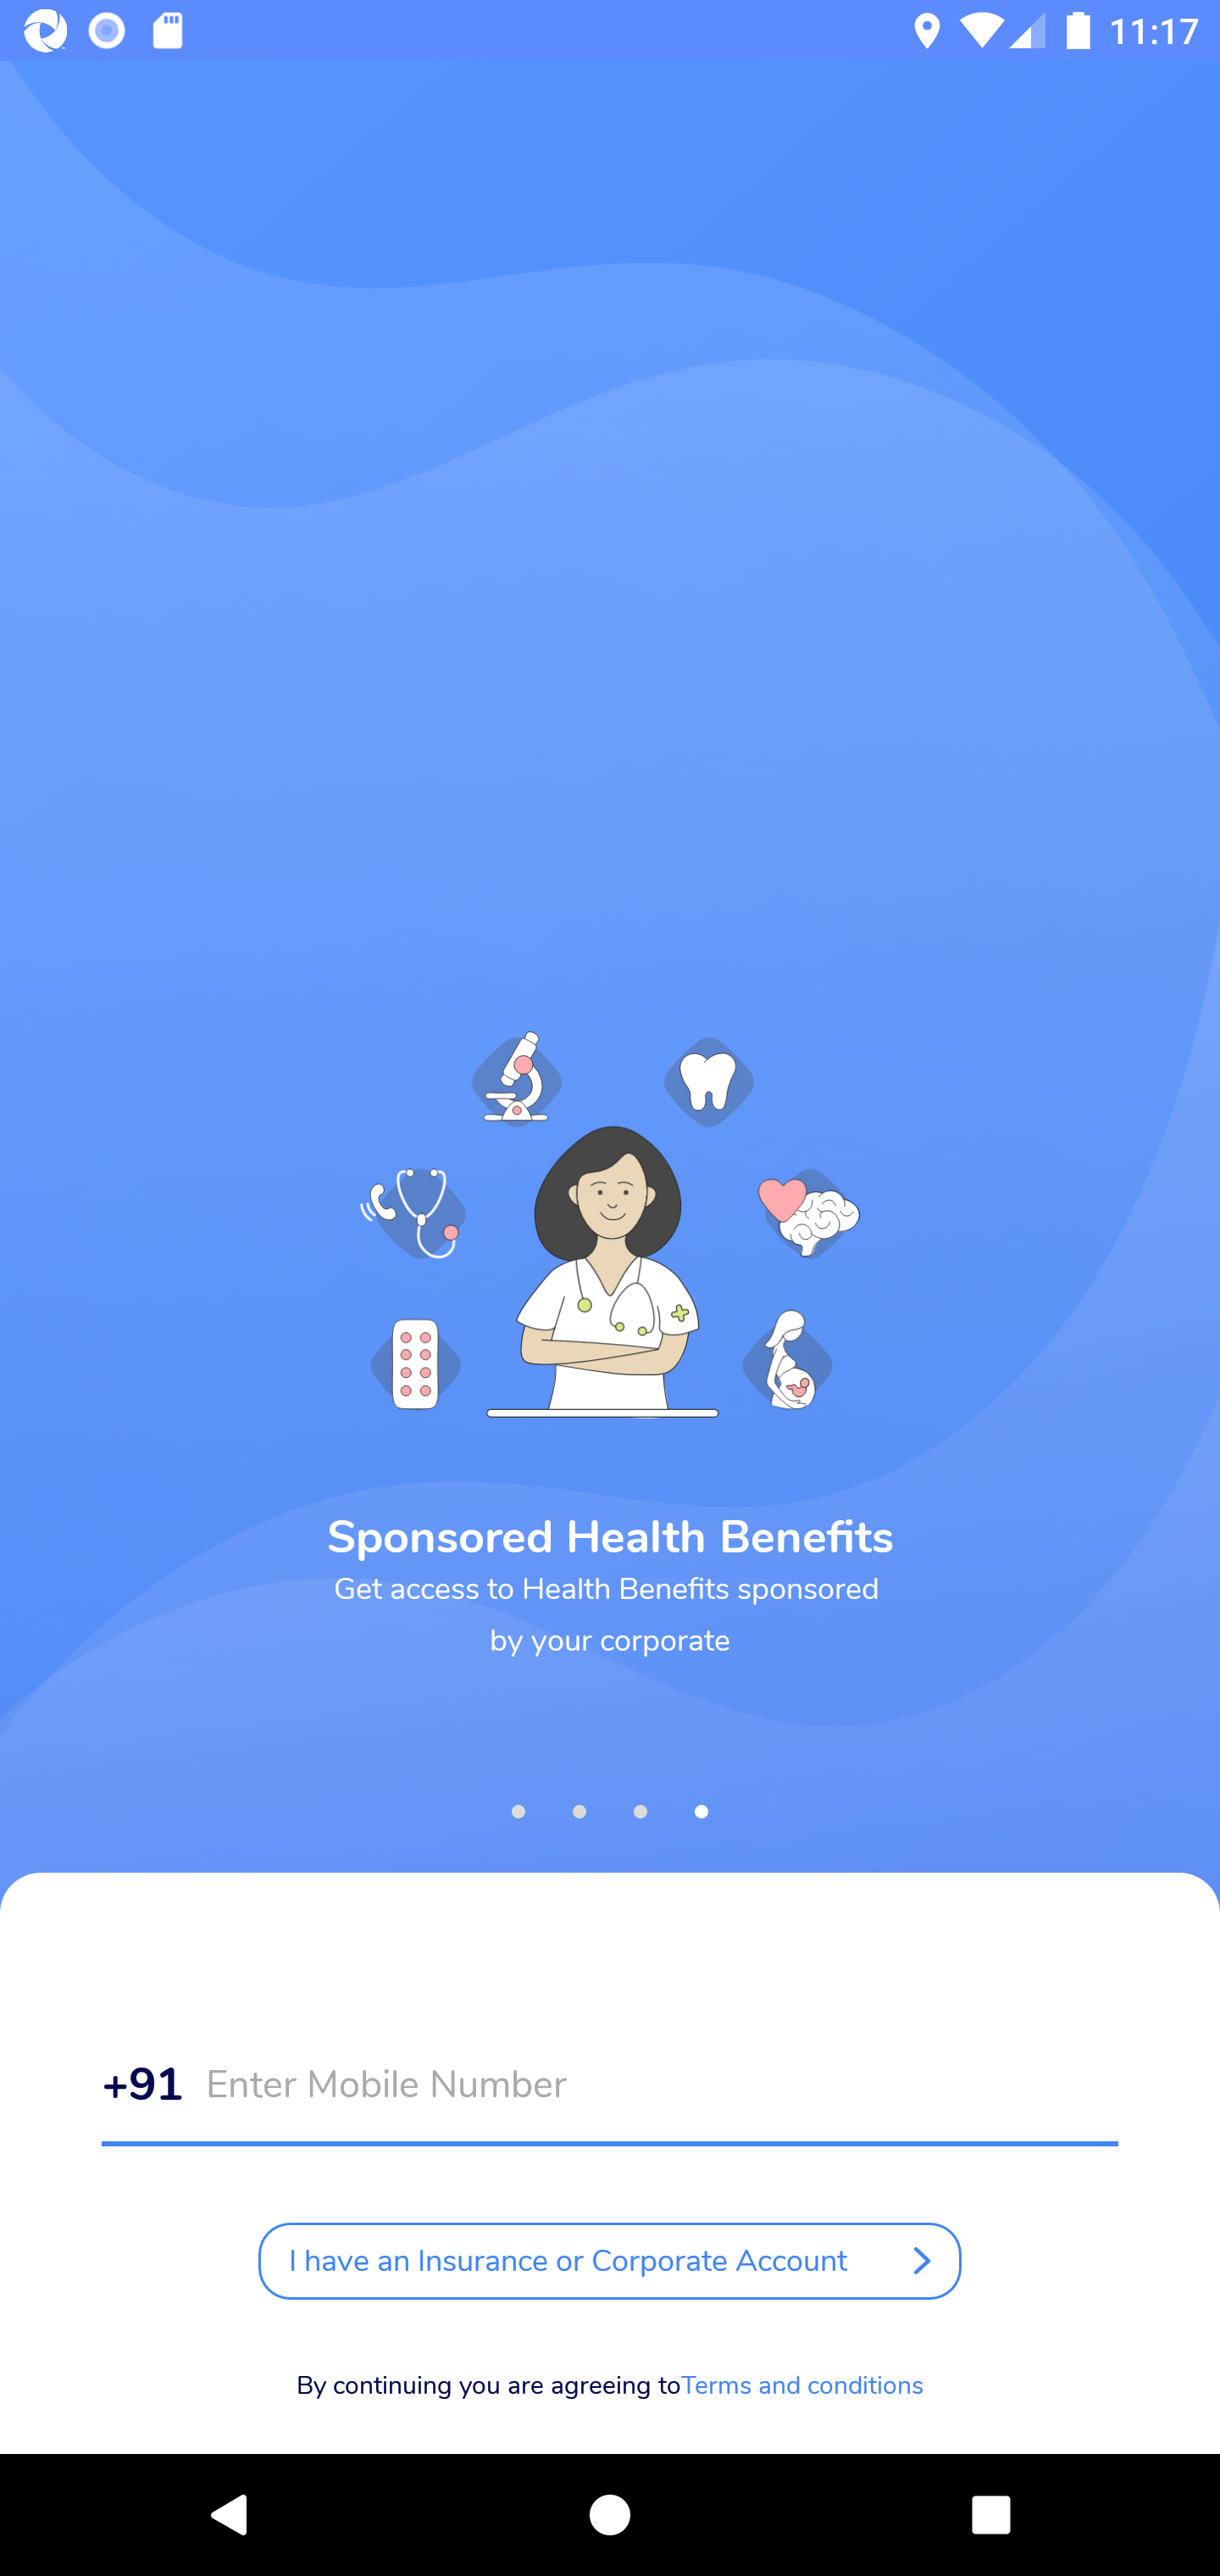 11:17
Sponsored Health Benefits
Get access to Health Benefits sponsored
by your corporate
+91 Enter Mobile Number
I have an Insurance or Corporate Account
By continuing you are agreeing toTerms and conditions